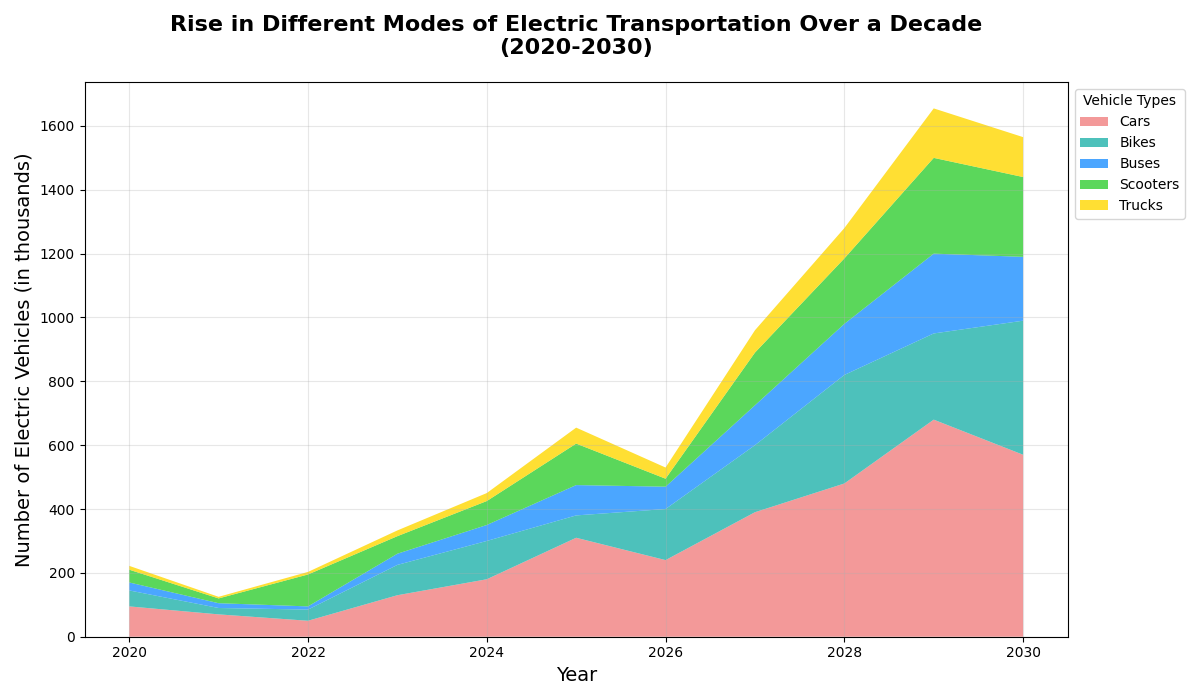 Rise in Different Modes of Electric Transportation Over a Decade
(2020-2030)
Number of Electric Vehicles (in thousands)
1600
1400
1200
1000
800
600
400
200
0
2020
2022
2024
2026
2028
2030
Year
Vehicle Types
Cars
Bikes
Buses
Scooters
Trucks